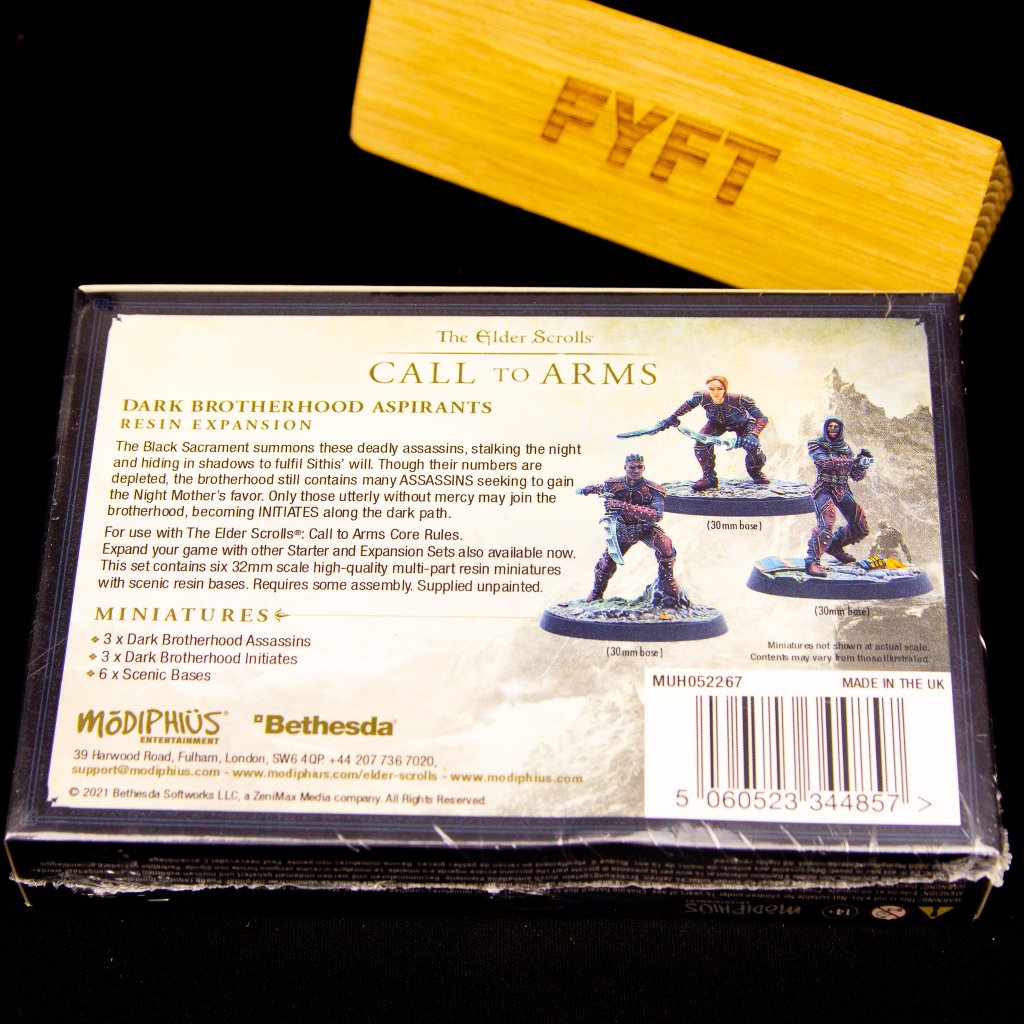 FYFT
The Elder Scrolls
CALL TO ARMS
DARK BROTHERHOOD ASPIRANTS
RESIN EXPANSION
The Black Sacrament summons these deadly assassins, stalking the night
and hiding in shadows to fulfil Sithis' will. Though their numbers are
depleted, the brotherhood still contains many ASSASSINS seeking to gain
the Night Mother's favor. Only those utterly without mercy may join the
brotherhood, becoming INITIATES along the dark path.
For use with The Elder Scrolls®: Call to Arms Core Rules.
Expand your game with other Starter and Expansion Sets also available now.
This set contains six 32mm scale high-quality multi-part resin miniatures
with scenic resin bases. Requires some assembly. Supplied unpainted.
MINIATURES
3 x Dark Brotherhood Assassins
3 x Dark Brotherhood Initiates
6 x Scenic Bases
(30mm base)
(30mm base)
(30mm base)
Miniatures not shown at actual scale.
Contents may vary from those illustrated.
MUH052267 MADE IN THE UK
5 060523 344857 >
MŌDIPHIÜS®
ENTERTAINMENT
Bethesda®
39 Harwood Road, Fulham, London, SW6 4QP. +44 207 736 7020,
support@modiphius.com - www.modiphius.com/elder-scrolls - www.modiphius.com
© 2021 Bethesda Softworks LLC, a ZeniMax Media company. All Rights Reserved.
MŌDIPHIÜS
14+